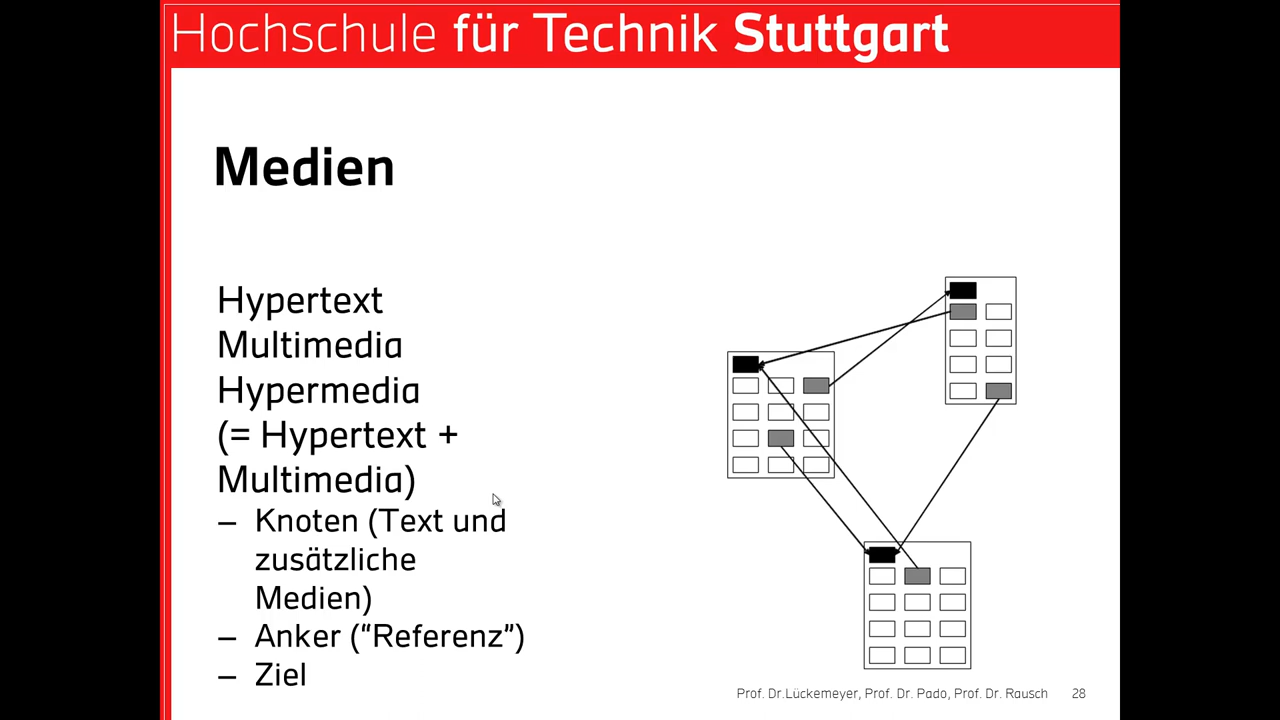 Hochschule für Technik Stuttgart
Medien
Hypertext
Multimedia
Hypermedia
(= Hypertext +
Multimedia)
– Knoten (Text und
zusätzliche
Medien)
– Anker (“Referenz”)
– Ziel
Prof. Dr.Lückemeyer, Prof. Dr. Pado, Prof. Dr. Rausch 28